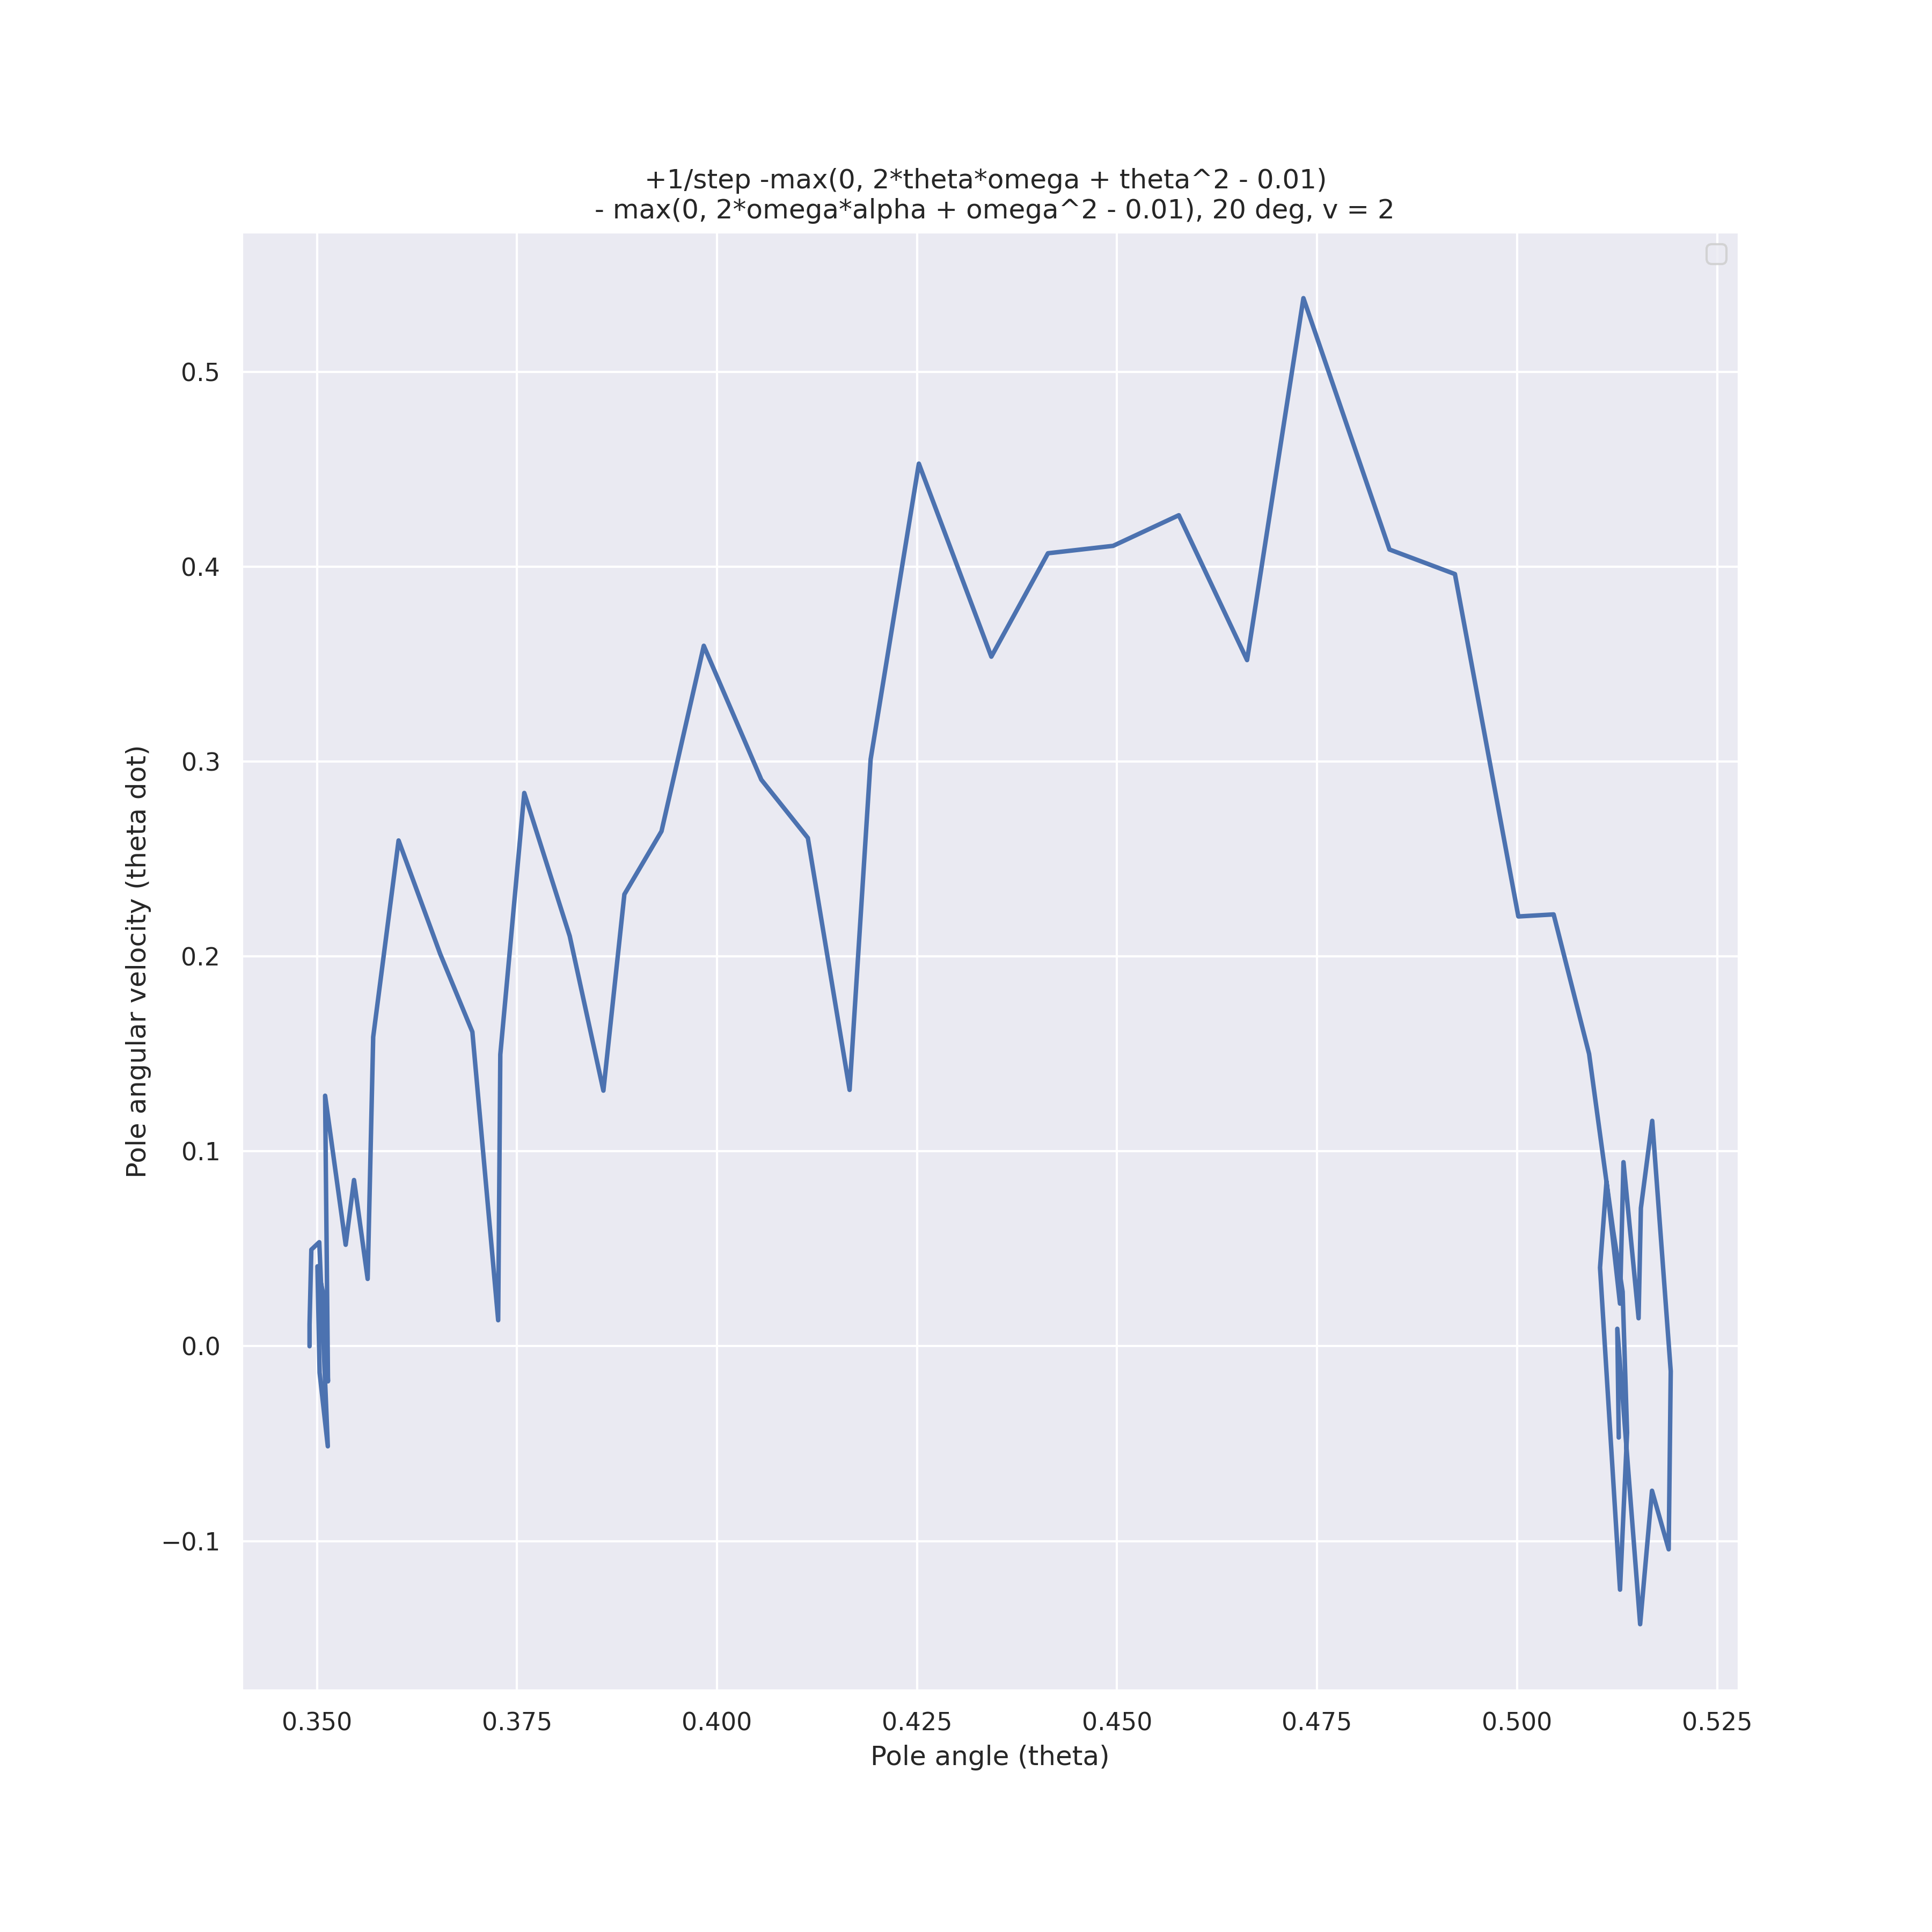 +1/step -max(0, 2*theta*omega + theta^2 - 0.01)
- max(0, 2*omega*alpha + omega^2 - 0.01), 20 deg, v = 2
Pole angular velocity (theta dot)
0.5
0.4
0.3
0.2
0.1
0.0
−0.1
0.350 0.375 0.400 0.425 0.450 0.475 0.500 0.525
Pole angle (theta)